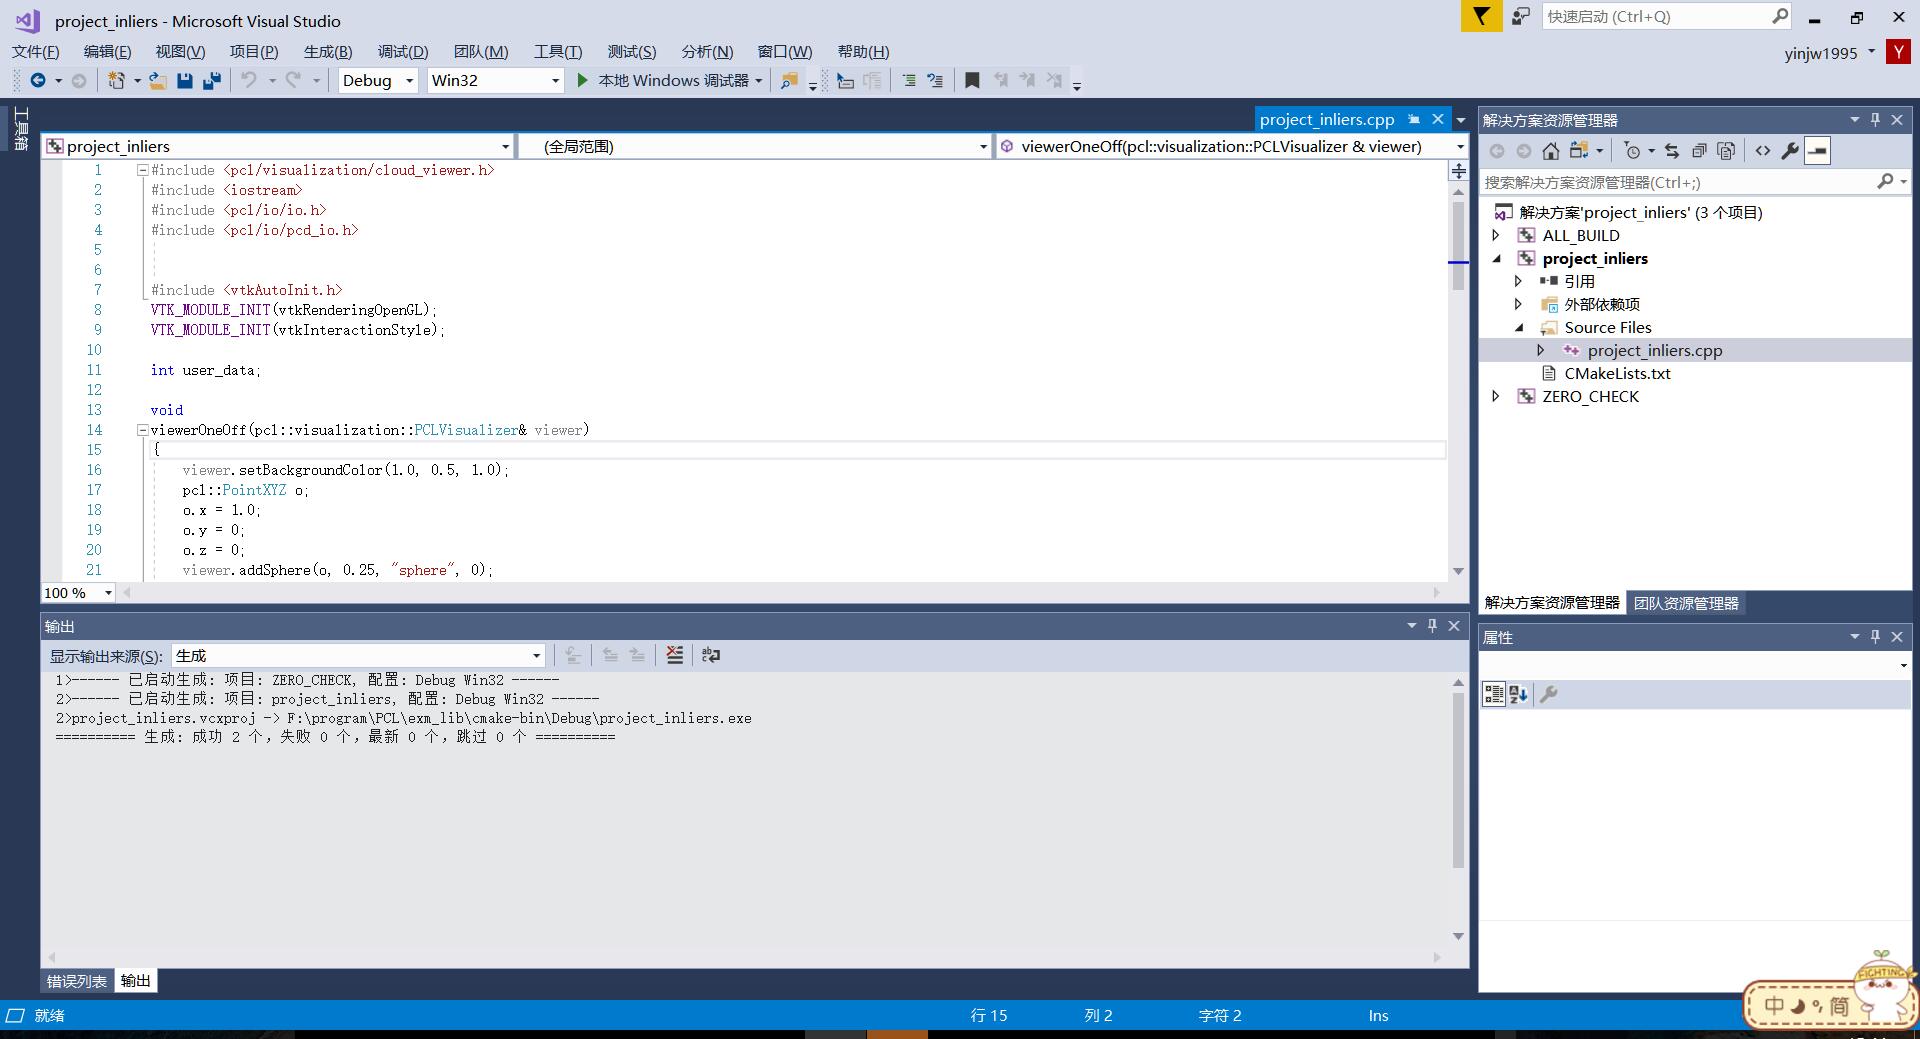 project_inliers - Microsoft Visual Studio
快速启动 (Ctrl+Q)
文件(F) 编辑(E) 视图(V) 项目(P) 生成(B) 调试(D) 团队(M) 工具(T) 测试(S) 分析(N) 窗口(W) 帮助(H)
yinjw1995 Y
Debug Win32 本地 Windows 调试器
工具箱
project_inliers.cpp
project_inliers (全局范围) viewerOneOff(pcl::visualization::PCLVisualizer & viewer)
1 #include <pcl/visualization/cloud_viewer.h>
2 #include <iostream>
3 #include <pcl/io/io.h>
4 #include <pcl/io/pcd_io.h>
5
6
7 #include <vtkAutoInit.h>
8 VTK_MODULE_INIT(vtkRenderingOpenGL);
9 VTK_MODULE_INIT(vtkInteractionStyle);
10
11 int user_data;
12
13 void
14 viewerOneOff(pcl::visualization::PCLVisualizer& viewer)
15 {
16 viewer.setBackgroundColor(1.0, 0.5, 1.0);
17 pcl::PointXYZ o;
18 o.x = 1.0;
19 o.y = 0;
20 o.z = 0;
21 viewer.addSphere(o, 0.25, "sphere", 0);
100 %
输出
显示输出来源(S): 生成
1>------ 已启动生成: 项目: ZERO_CHECK, 配置: Debug Win32 ------
2>------ 已启动生成: 项目: project_inliers, 配置: Debug Win32 ------
2>project_inliers.vcxproj -> F:\program\PCL\exm_lib\cmake-bin\Debug\project_inliers.exe
========== 生成: 成功 2 个，失败 0 个，最新 0 个，跳过 0 个 ==========
错误列表 输出
解决方案资源管理器
搜索解决方案资源管理器(Ctrl+;)
解决方案'project_inliers' (3 个项目)
ALL_BUILD
project_inliers
引用
外部依赖项
Source Files
project_inliers.cpp
CMakeLists.txt
ZERO_CHECK
解决方案资源管理器 团队资源管理器
属性
FIGHTING
中 简
就绪 行 15 列 2 字符 2 Ins